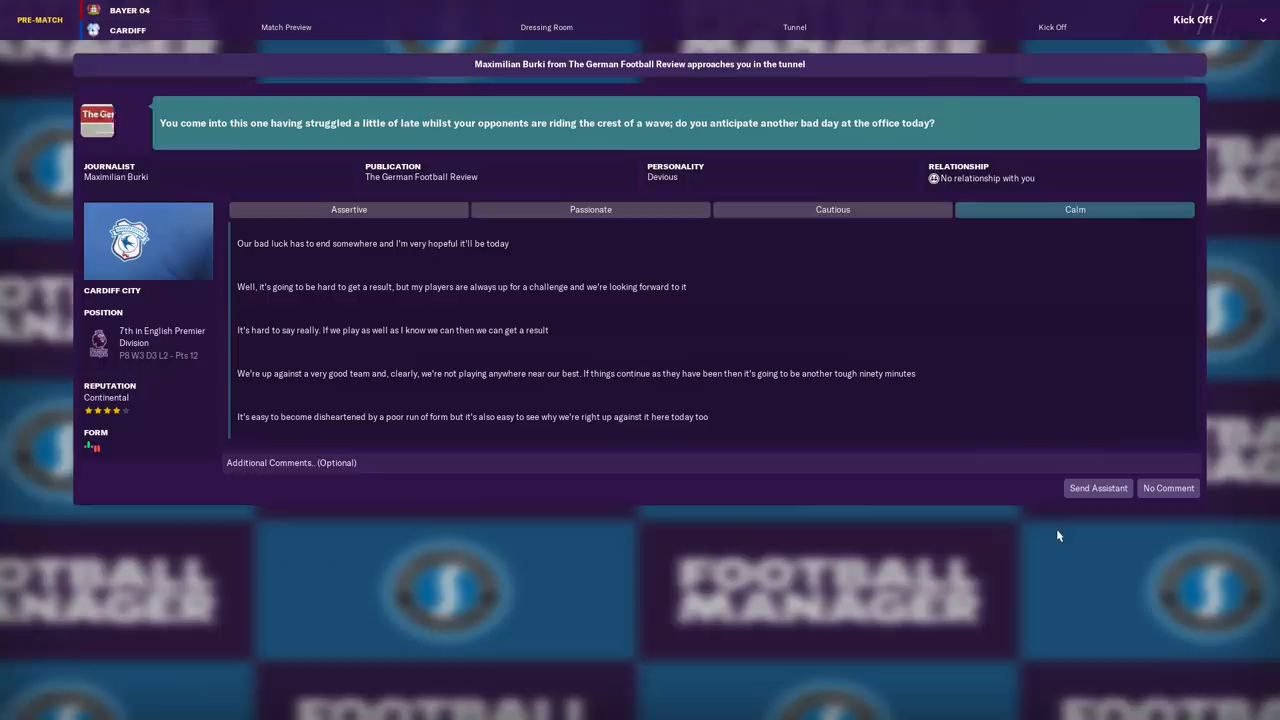 PRE-MATCH
BAYER 04
CARDIFF
Match Preview
Dressing Room
Tunnel
Kick Off
Kick Off
Maximilian Burki from The German Football Review approaches you in the tunnel
The Ger
You come into this one having struggled a little of late whilst your opponents are riding the crest of a wave; do you anticipate another bad day at the office today?
JOURNALIST
Maximilian Burki
PUBLICATION
The German Football Review
PERSONALITY
Devious
RELATIONSHIP
No relationship with you
Assertive
Passionate
Cautious
Calm
Our bad luck has to end somewhere and I'm very hopeful it'll be today
Well, it's going to be hard to get a result, but my players are always up for a challenge and we're looking forward to it
It's hard to say really. If we play as well as I know we can then we can get a result
We're up against a very good team and, clearly, we're not playing anywhere near our best. If things continue as they have been then it's going to be another tough ninety minutes
It's easy to become disheartened by a poor run of form but it's also easy to see why we're right up against it here today too
CARDIFF CITY
POSITION
7th in English Premier
Division
P8 W3 D3 L2 - Pts 12
REPUTATION
Continental
FORM
Additional Comments.. (Optional)
Send Assistant
No Comment
FOOTBALL
MANAGER